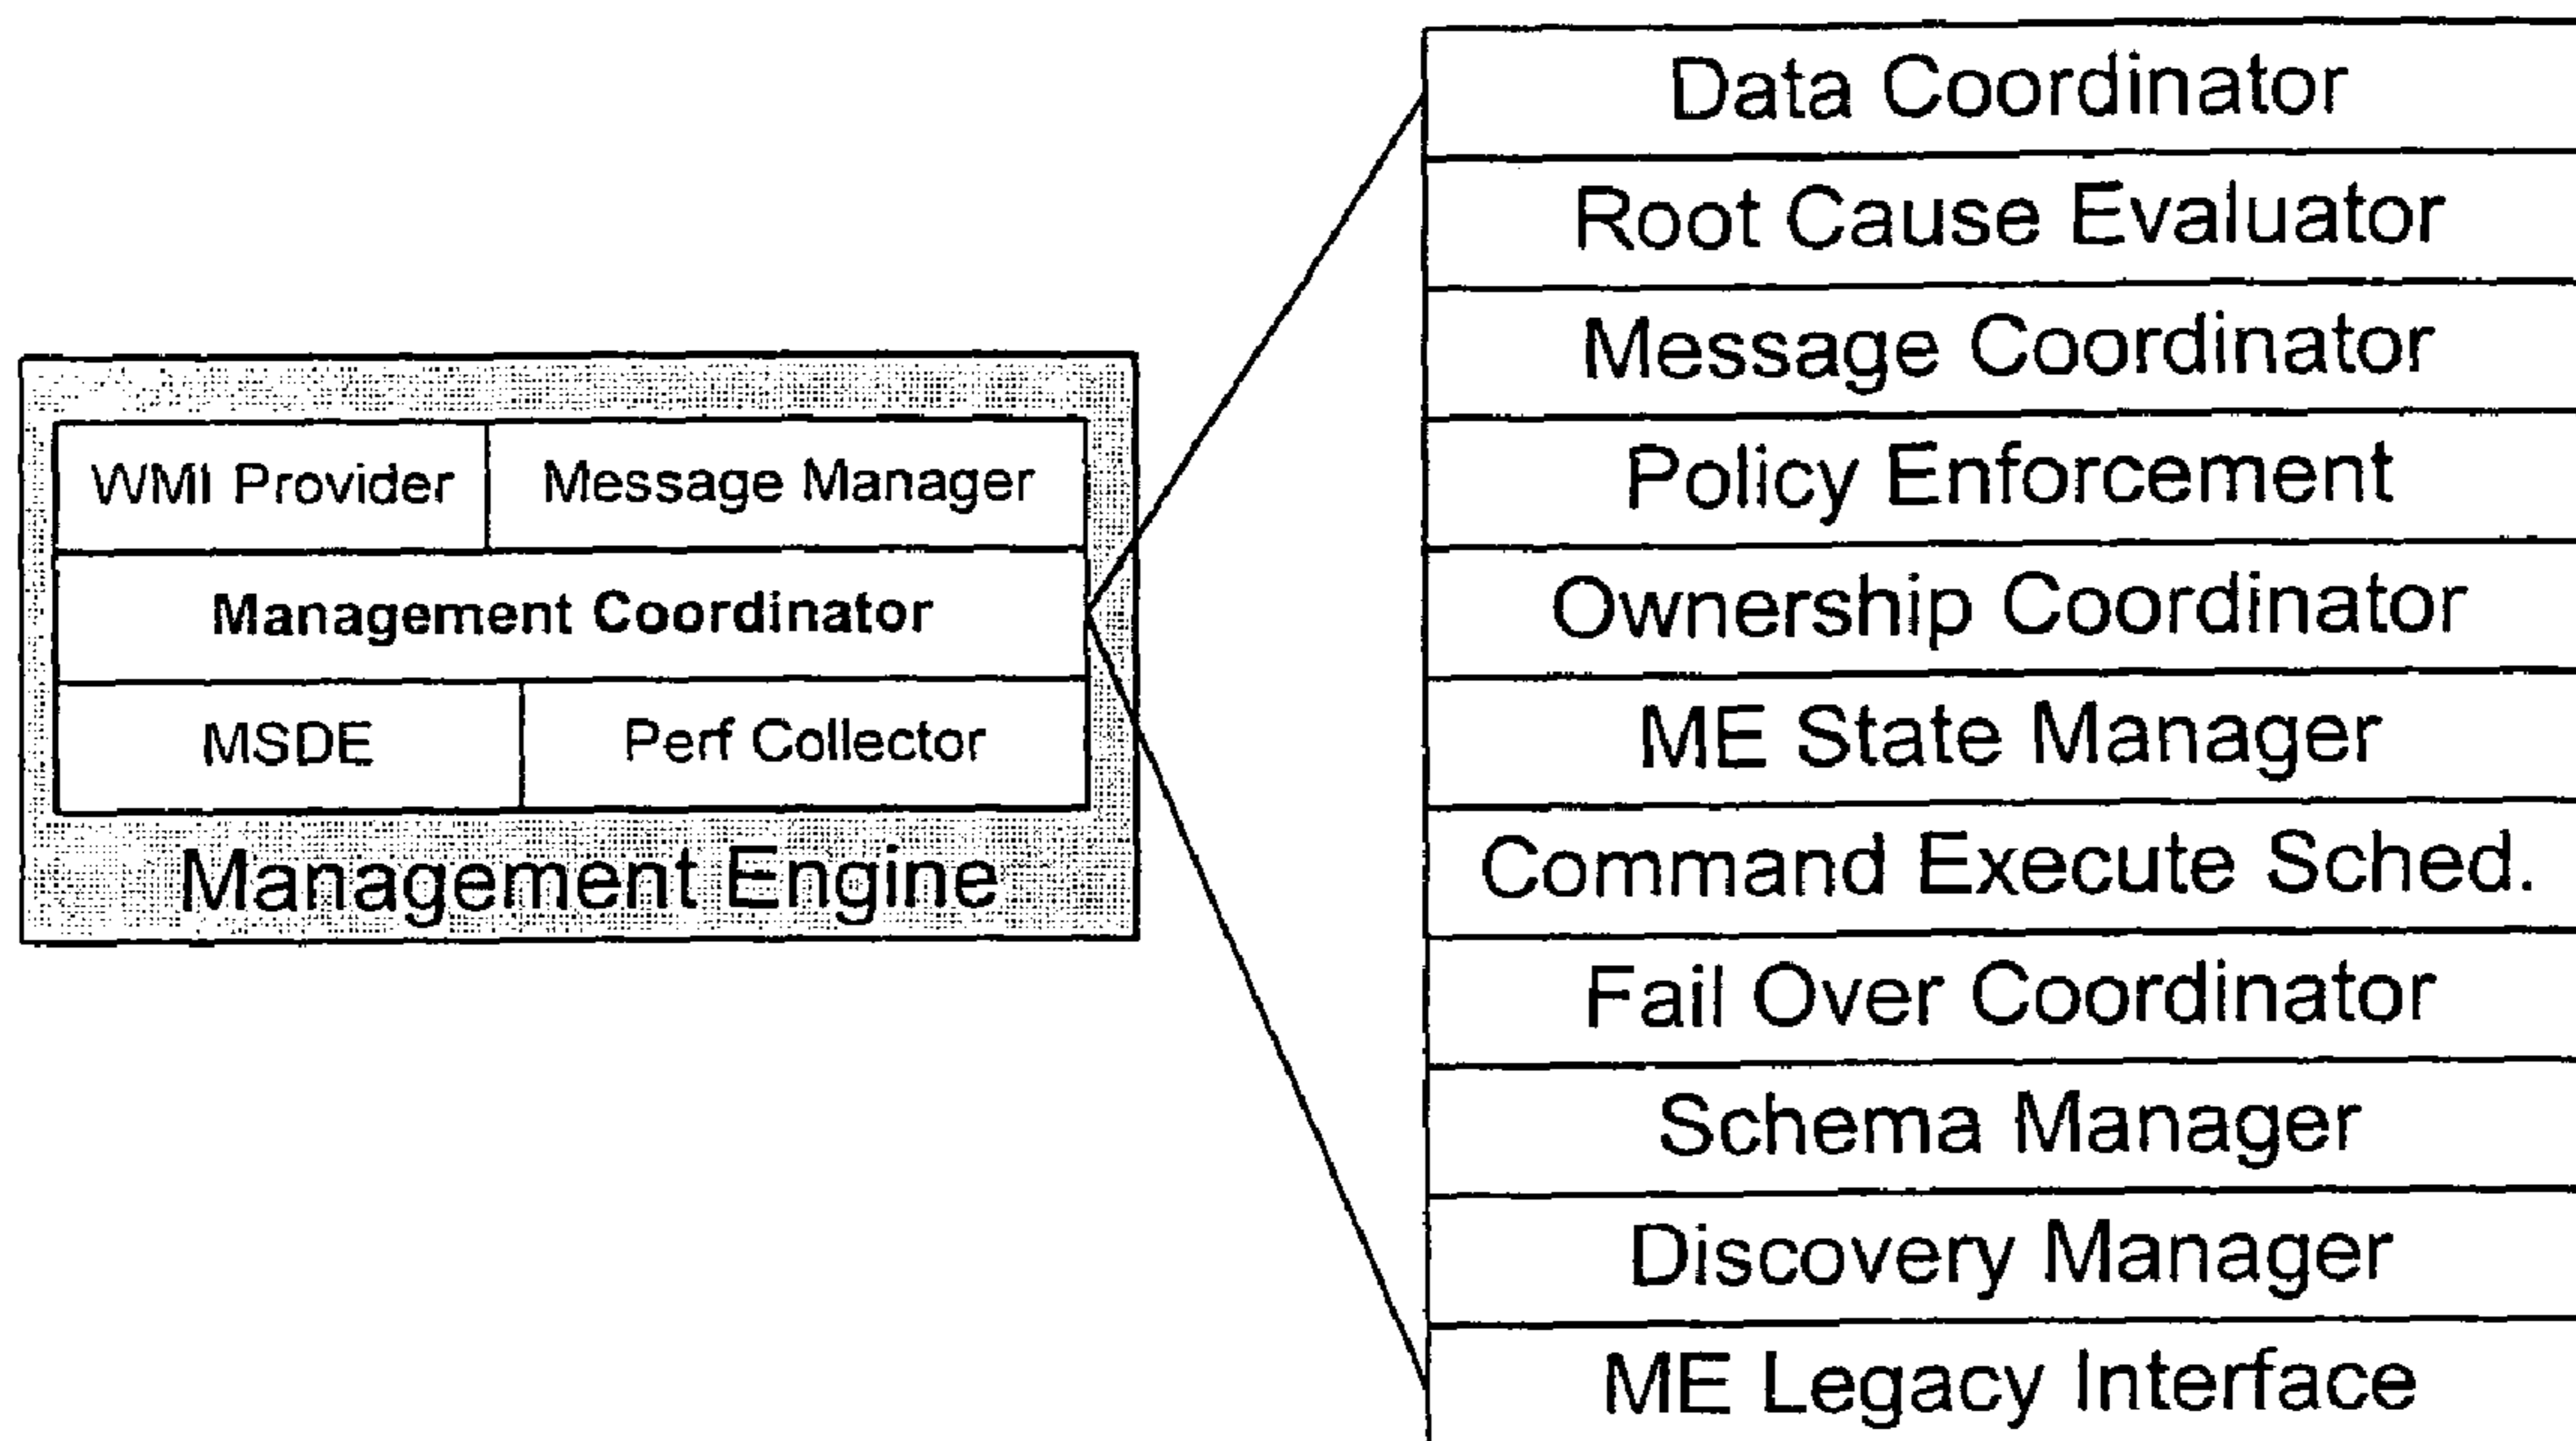 WMI Provider
Message Manager
Management Coordinator
MSDE
Perf Collector
Management Engine
Data Coordinator
Root Cause Evaluator
Message Coordinator
Policy Enforcement
Ownership Coordinator
ME State Manager
Command Execute Sched.
Fail Over Coordinator
Schema Manager
Discovery Manager
ME Legacy Interface